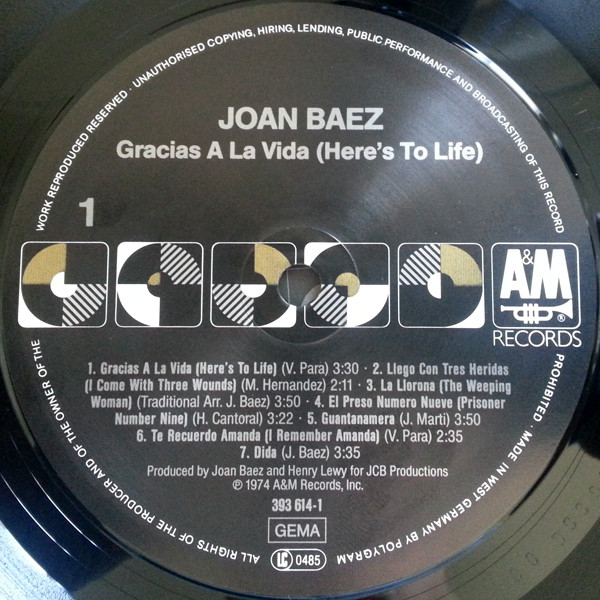 WORK REPRODUCED RESERVED · UNAUTHORISED COPYING, HIRING, LENDING, PUBLIC PERFORMANCE AND BROADCASTING OF THIS RECORD
JOAN BAEZ
Gracias A La Vida (Here's To Life)
1
A&M
®
RECORDS
1. Gracias A La Vida (Here's To Life) (V. Para) 3:30 · 2. Llego Con Tres Heridas
(I Come With Three Wounds) (M. Hernandez) 2:11 · 3. La Llorona (The Weeping
Woman) (Traditional Arr. J. Baez) 3:50 · 4. El Preso Numero Nueve (Prisoner
Number Nine) (H. Cantoral) 3:22 · 5. Guantanamera (J. Marti) 3:50
6. Te Recuerdo Amanda (I Remember Amanda) (V. Para) 2:35
7. Dida (J. Baez) 3:35
Produced by Joan Baez and Henry Lewy for JCB Productions
℗ 1974 A&M Records, Inc.
393 614-1
GEMA
LC 0485
ALL RIGHTS OF THE PRODUCER AND OF THE OWNER OF THE
PROHIBITED · MADE IN WEST GERMANY BY POLYGRAM